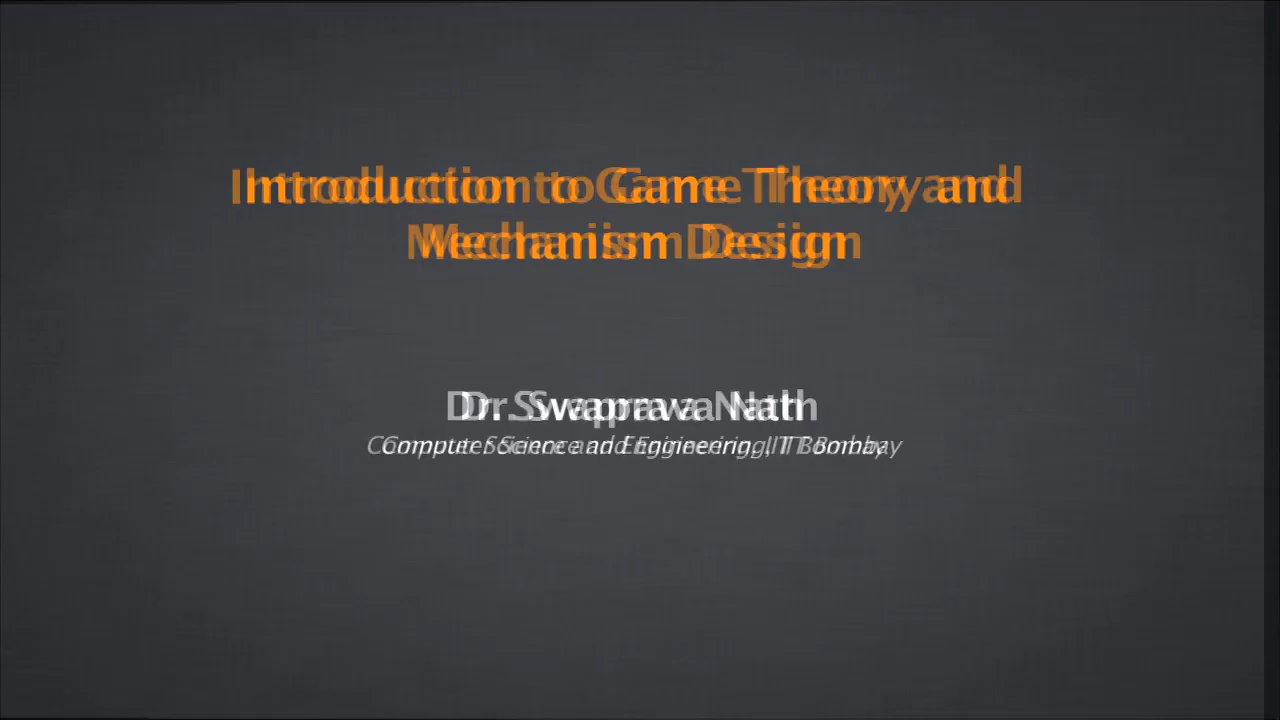 Introduction to Game Theory and
Mechanism Design
Dr. Swaprava Nath
Computer Science and Engineering, IIT Bombay